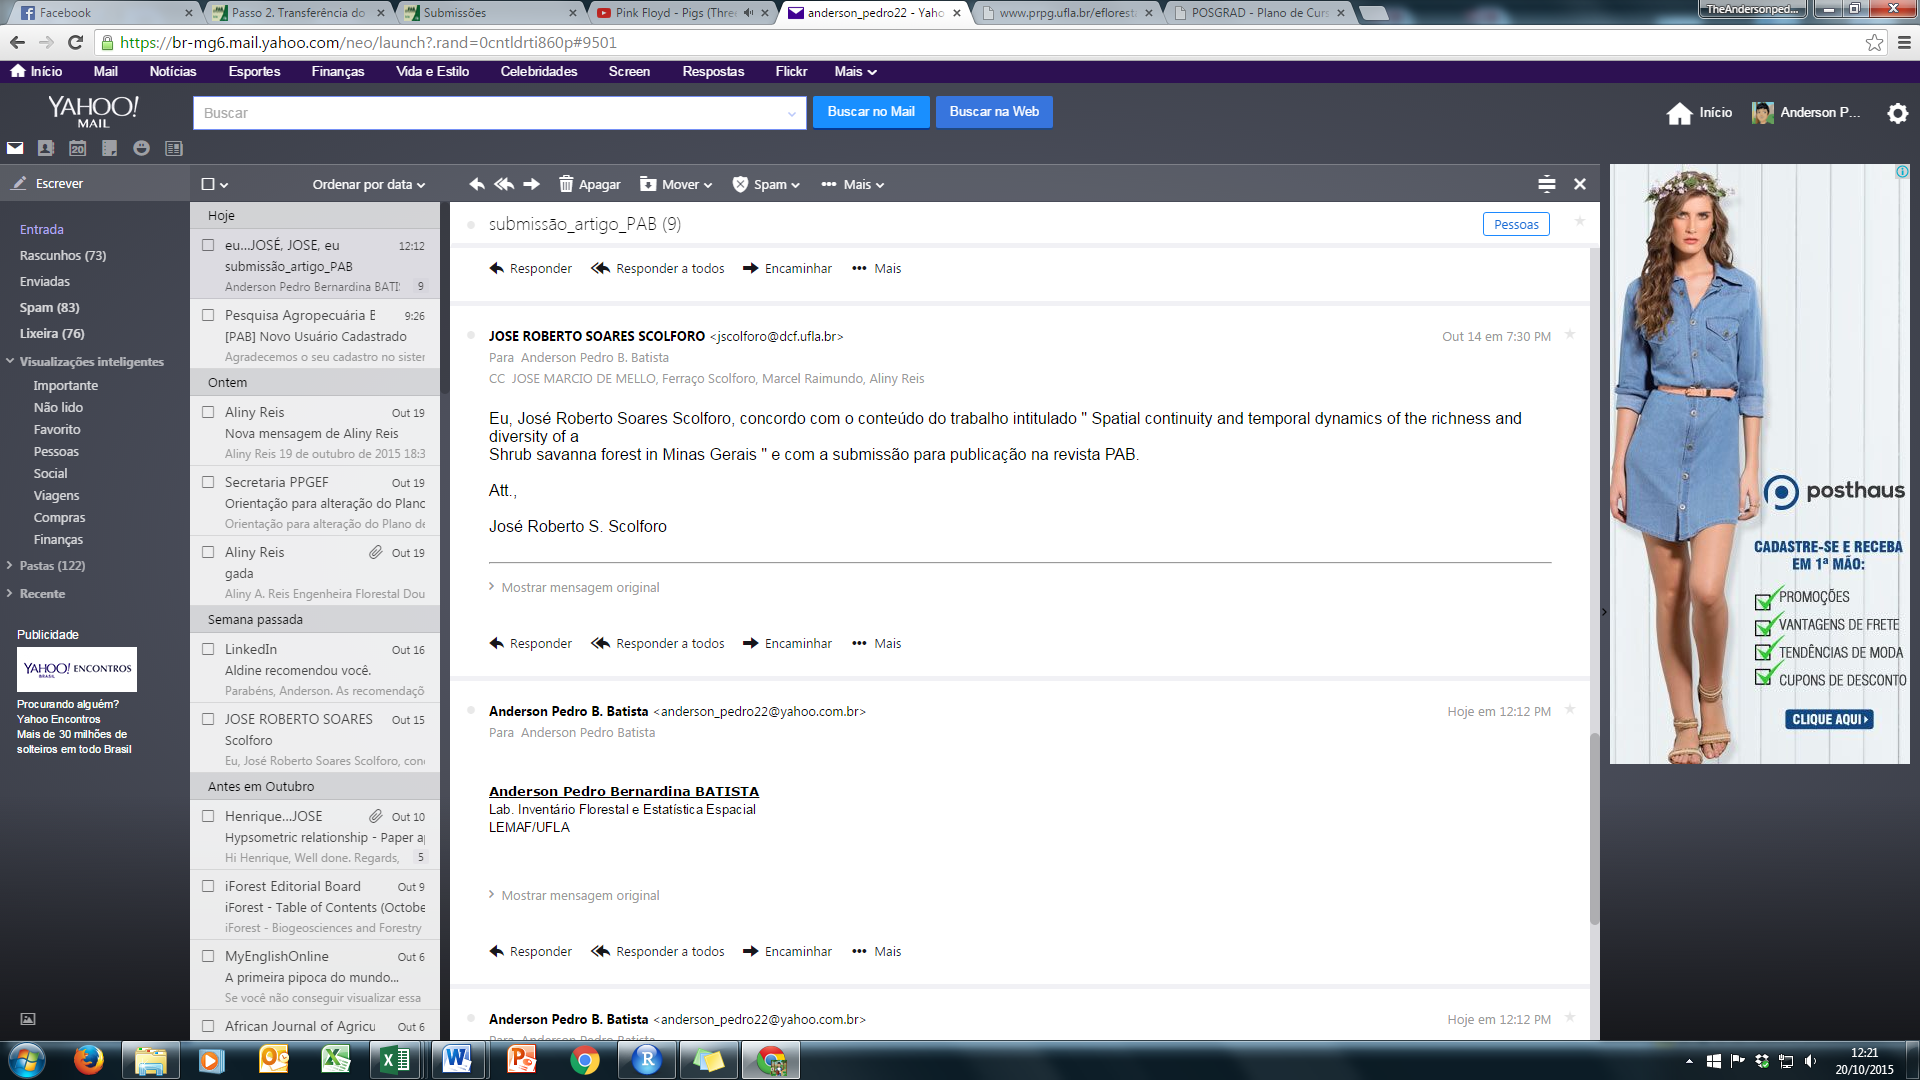 Facebook
Passo 2. Transferência do
Submissões
Pink Floyd - Pigs (Three
anderson_pedro22 - Yaho
www.prpg.ufla.br/eflorest
POSGRAD - Plano de Curs
TheAndersonped...
https://br-mg6.mail.yahoo.com/neo/launch?.rand=0cntldrti860p#9501
Início Mail Notícias Esportes Finanças Vida e Estilo Celebridades Screen Respostas Flickr Mais
YAHOO!
MAIL
Buscar
Buscar no Mail
Buscar na Web
Início
Anderson P...
20
Escrever
Entrada
Rascunhos (73)
Enviadas
Spam (83)
Lixeira (76)
Visualizações inteligentes
Importante
Não lido
Favorito
Pessoas
Social
Viagens
Compras
Finanças
Pastas (122)
Recente
Publicidade
YAHOO! ENCONTROS
BRASIL
Procurando alguém?
Yahoo Encontros
Mais de 30 milhões de
solteiros em todo Brasil
Ordenar por data
Hoje
eu...JOSÉ, JOSE, eu 12:12
submissão_artigo_PAB
Anderson Pedro Bernardina BATI 9
Pesquisa Agropecuária B 9:26
[PAB] Novo Usuário Cadastrado
Agradecemos o seu cadastro no sister
Ontem
Aliny Reis Out 19
Nova mensagem de Aliny Reis
Aliny Reis 19 de outubro de 2015 18:3
Secretaria PPGEF Out 19
Orientação para alteração do Plano
Orientação para alteração do Plano de
Aliny Reis Out 19
gada
Aliny A. Reis Engenheira Florestal Dou
Semana passada
LinkedIn Out 16
Aldine recomendou você.
Parabéns, Anderson. As recomendaçõ
JOSE ROBERTO SOARES Out 15
Scolforo
Eu, José Roberto Soares Scolforo, con
Antes em Outubro
Henrique...JOSE Out 10
Hypsometric relationship - Paper a
Hi Henrique, Well done. Regards, 5
iForest Editorial Board Out 9
iForest - Table of Contents (Octobe
iForest - Biogeosciences and Forestry
MyEnglishOnline Out 6
A primeira pipoca do mundo...
Se você não conseguir visualizar essa
African Journal of Agricu Out 6
Apagar Mover Spam Mais
submissão_artigo_PAB (9)
Pessoas
Responder Responder a todos Encaminhar Mais
JOSE ROBERTO SOARES SCOLFORO <jscolforo@dcf.ufla.br> Out 14 em 7:30 PM
Para Anderson Pedro B. Batista
CC JOSE MARCIO DE MELLO, Ferraço Scolforo, Marcel Raimundo, Aliny Reis
Eu, José Roberto Soares Scolforo, concordo com o conteúdo do trabalho intitulado " Spatial continuity and temporal dynamics of the richness and
diversity of a
Shrub savanna forest in Minas Gerais " e com a submissão para publicação na revista PAB.
Att.,
José Roberto S. Scolforo
Mostrar mensagem original
Responder Responder a todos Encaminhar Mais
Anderson Pedro B. Batista <anderson_pedro22@yahoo.com.br> Hoje em 12:12 PM
Para Anderson Pedro Batista
Anderson Pedro Bernardina BATISTA
Lab. Inventário Florestal e Estatística Espacial
LEMAF/UFLA
Mostrar mensagem original
Responder Responder a todos Encaminhar Mais
Anderson Pedro B. Batista <anderson_pedro22@yahoo.com.br> Hoje em 12:12 PM
Para Anderson Pedro Batista
posthaus
CADASTRE-SE E RECEBA
EM 1ª MÃO:
PROMOÇÕES
VANTAGENS DE FRETE
TENDÊNCIAS DE MODA
CUPONS DE DESCONTO
CLIQUE AQUI
12:21
20/10/2015